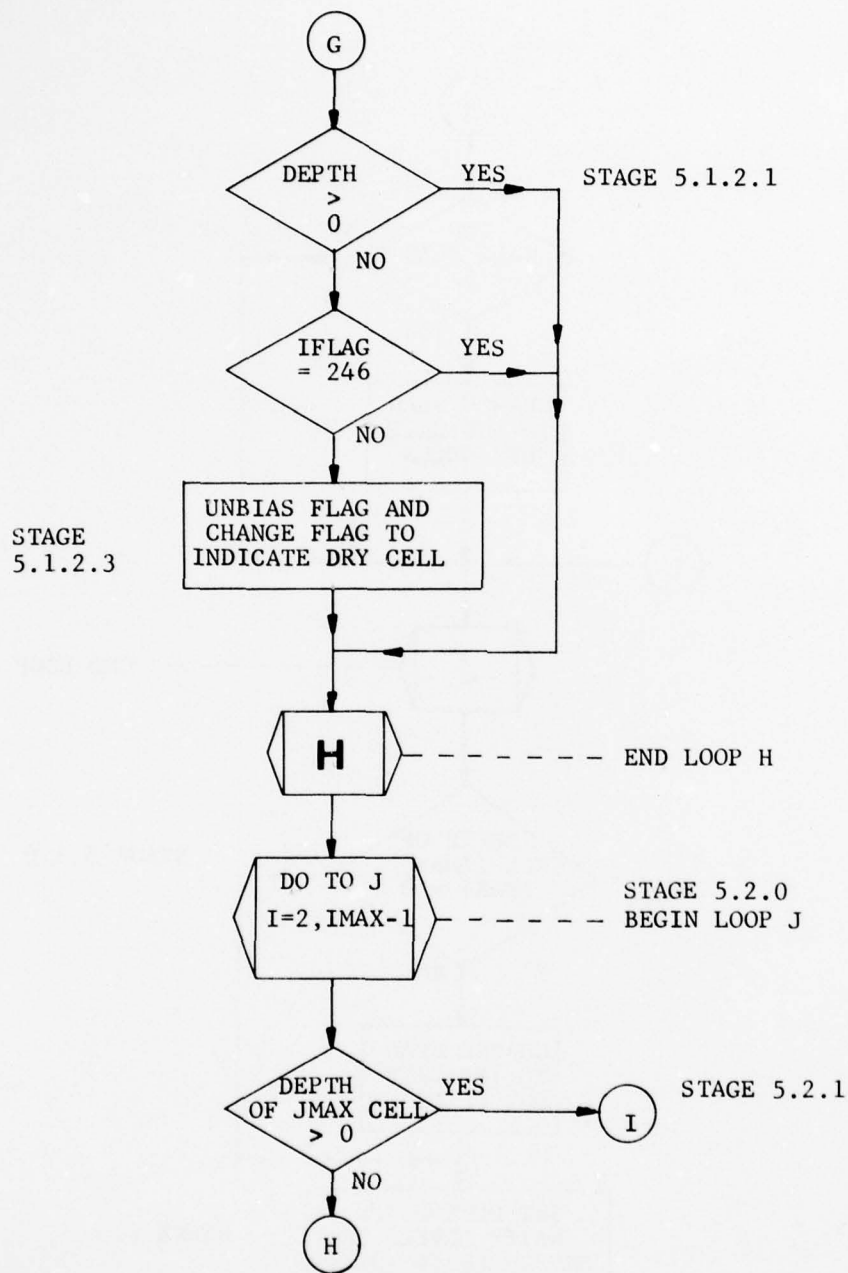 G
DEPTH
>
0
YES
STAGE 5.1.2.1
NO
IFLAG
= 246
YES
NO
STAGE
5.1.2.3
UNBIAS FLAG AND
CHANGE FLAG TO
INDICATE DRY CELL
H
END LOOP H
DO TO J
I=2,IMAX-1
STAGE 5.2.0
BEGIN LOOP J
DEPTH
OF JMAX CELL
> 0
YES
I
STAGE 5.2.1
NO
H